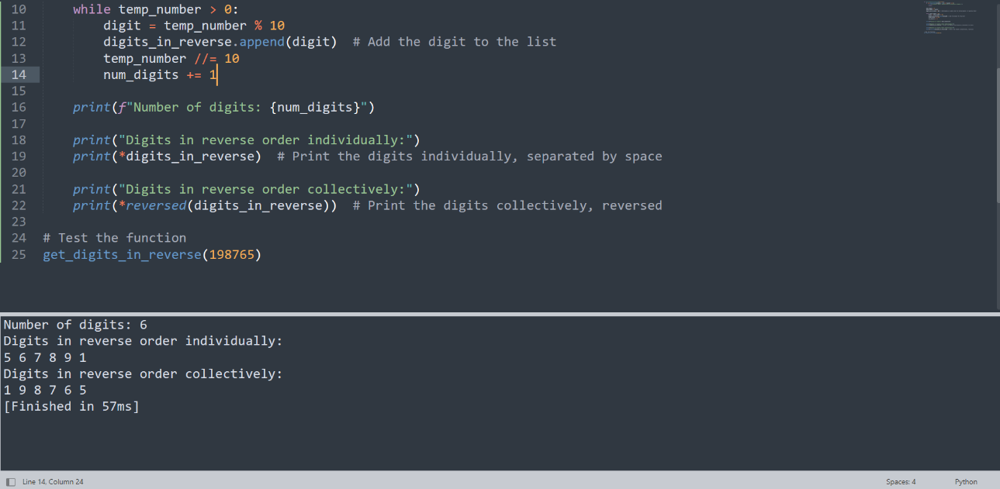 10 while temp_number > 0:
11 digit = temp_number % 10
12 digits_in_reverse.append(digit)  # Add the digit to the list
13 temp_number //= 10
14 num_digits += 1
15
16 print(f"Number of digits: {num_digits}")
17
18 print("Digits in reverse order individually:")
19 print(*digits_in_reverse)  # Print the digits individually, separated by space
20
21 print("Digits in reverse order collectively:")
22 print(*reversed(digits_in_reverse))  # Print the digits collectively, reversed
23
24 # Test the function
25 get_digits_in_reverse(198765)
Number of digits: 6
Digits in reverse order individually:
5 6 7 8 9 1
Digits in reverse order collectively:
1 9 8 7 6 5
[Finished in 57ms]
Line 14, Column 24 Spaces: 4 Python